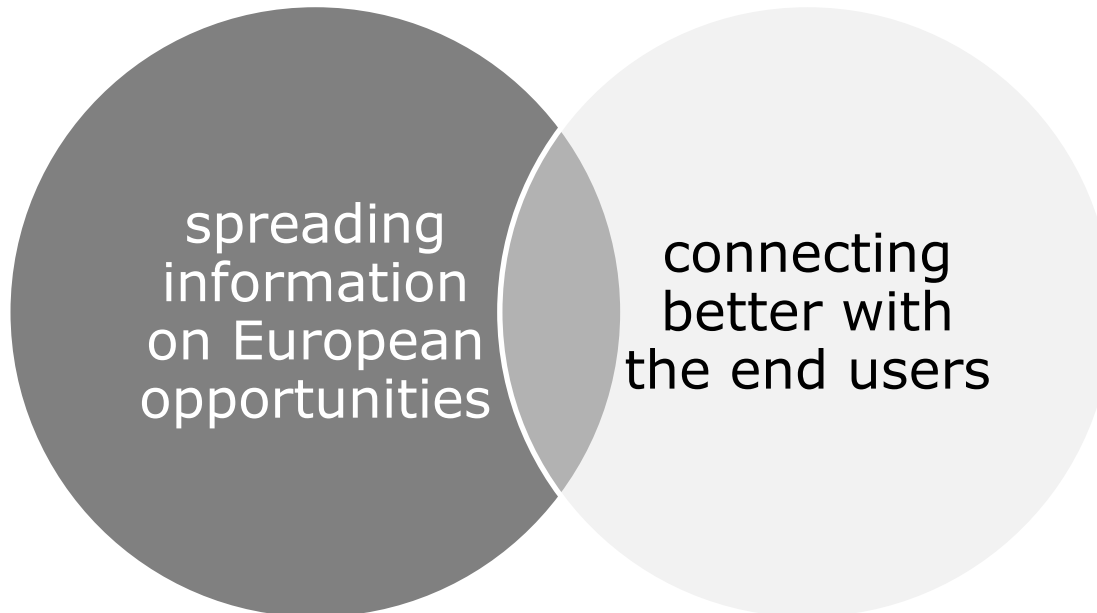 spreading
information
on European
opportunities
connecting
better with
the end users